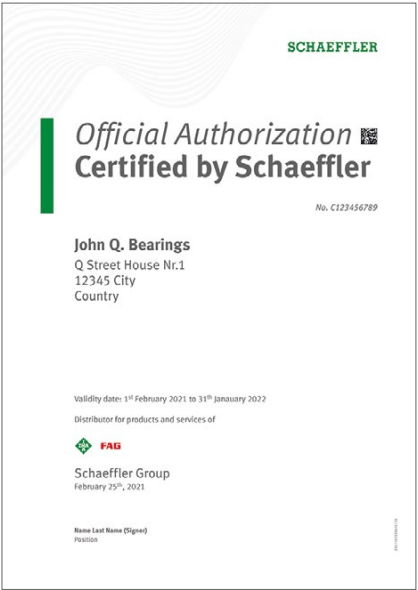 SCHAEFFLER
Official Authorization
Certified by Schaeffler
No. C123456789
John Q. Bearings
Q Street House Nr.1
12345 City
Country
Validity date: 1st February 2021 to 31th Janauary 2022
Distributor for products and services of
INA FAG
Schaeffler Group
February 25th, 2021
Name Last Name (Signer)
Position